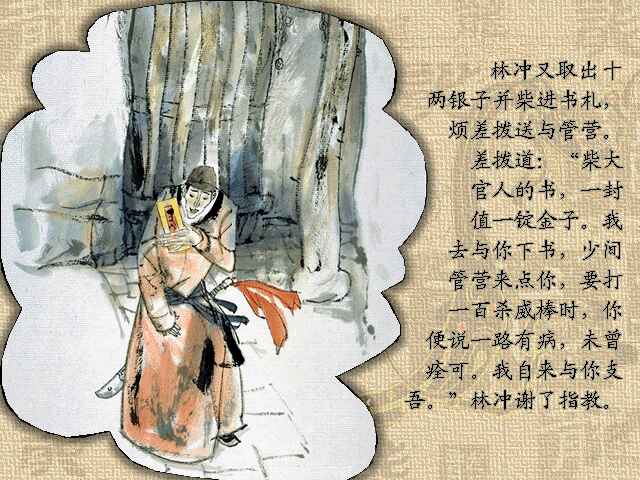 林冲又取出十
两银子并柴进书札，
烦差拨送与管营。
差拨道：“柴大
官人的书，一封
值一锭金子。我
去与你下书，少间
管营来点你，要打
一百杀威棒时，你
便说一路有病，未曾
痊可。我自来与你支
吾。”林冲谢了指教。